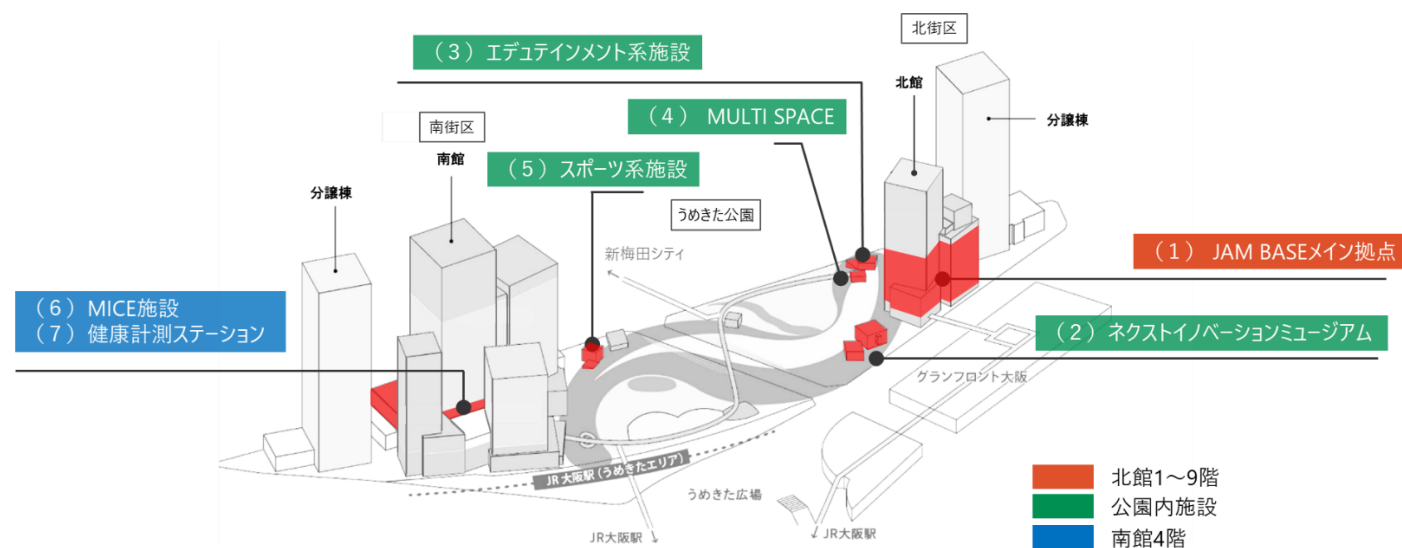 北街区
（３）エデュテインメント系施設
北館
（４） MULTI SPACE
分譲棟
南街区
南館
（５）スポーツ系施設
分譲棟
うめきた公園
新梅田シティ
（１） JAM BASEメイン拠点
（６）MICE施設
（７）健康計測ステーション
（２）ネクストイノベーションミュージアム
グランフロント大阪
JR 大阪駅（うめきたエリア）
うめきた広場
JR大阪駅
JR大阪駅
北館1～9階
公園内施設
南館4階